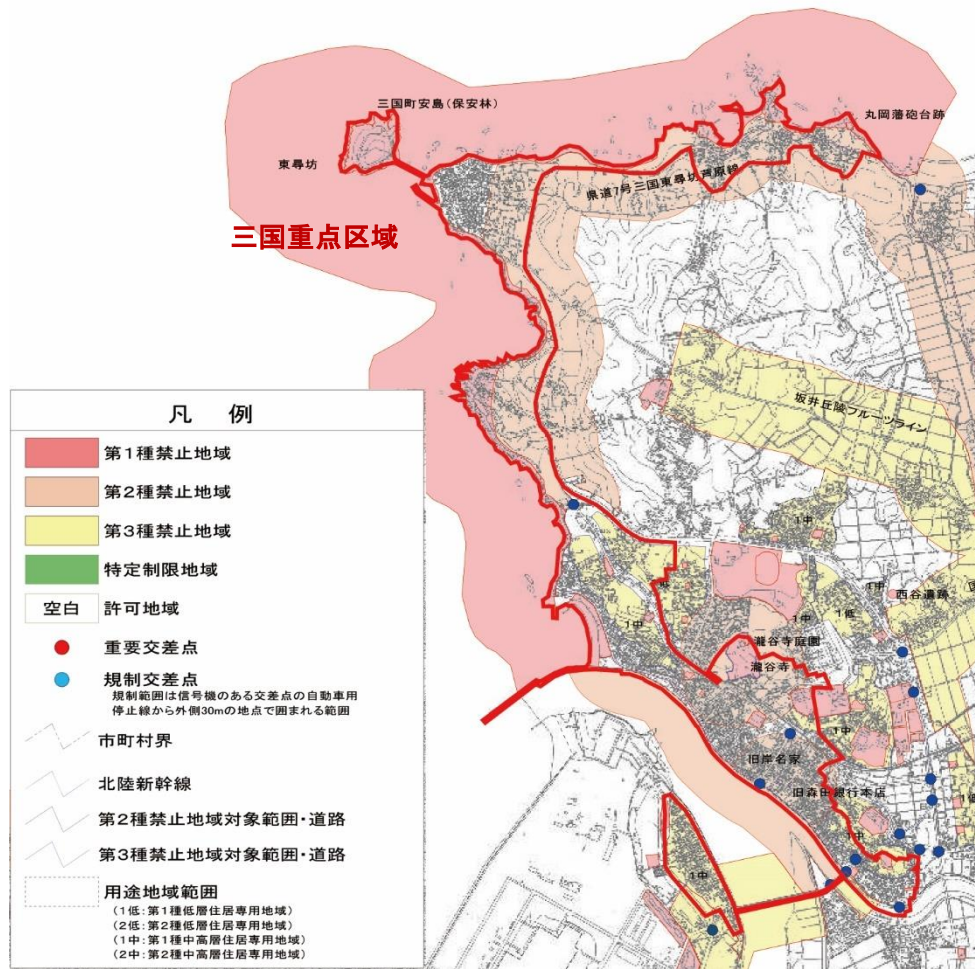 三国町安島(保安林)
丸岡藩砲台跡
東尋坊
県道7号三国東尋坊芦原線
三国重点区域
坂井丘陵フルーツライン
1中
1中
西谷遺跡
1中
1低
1中
瀧谷寺庭園
瀧谷寺
1中
旧岸名家
旧森田銀行本店
1低
1中
1中
凡 例
第1種禁止地域
第2種禁止地域
第3種禁止地域
特定制限地域
空白 許可地域
重要交差点
規制交差点
規制範囲は信号機のある交差点の自動車用
停止線から外側30mの地点で囲まれる範囲
市町村界
北陸新幹線
第2種禁止地域対象範囲・道路
第3種禁止地域対象範囲・道路
用途地域範囲
(1低:第1種低層住居専用地域)
(2低:第2種低層住居専用地域)
(1中:第1種中高層住居専用地域)
(2中:第2種中高層住居専用地域)